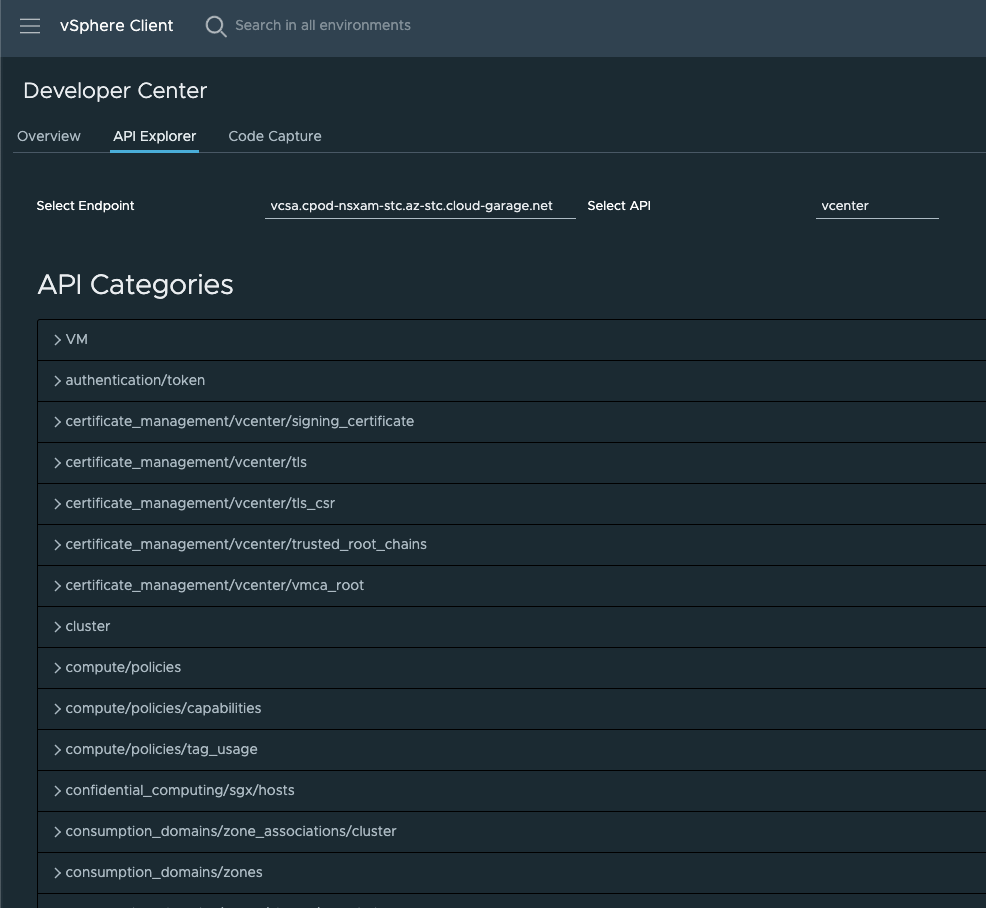 vSphere Client
Search in all environments
Developer Center
Overview API Explorer Code Capture
Select Endpoint vcsa.cpod-nsxam-stc.az-stc.cloud-garage.net Select API vcenter
API Categories
VM
authentication/token
certificate_management/vcenter/signing_certificate
certificate_management/vcenter/tls
certificate_management/vcenter/tls_csr
certificate_management/vcenter/trusted_root_chains
certificate_management/vcenter/vmca_root
cluster
compute/policies
compute/policies/capabilities
compute/policies/tag_usage
confidential_computing/sgx/hosts
consumption_domains/zone_associations/cluster
consumption_domains/zones